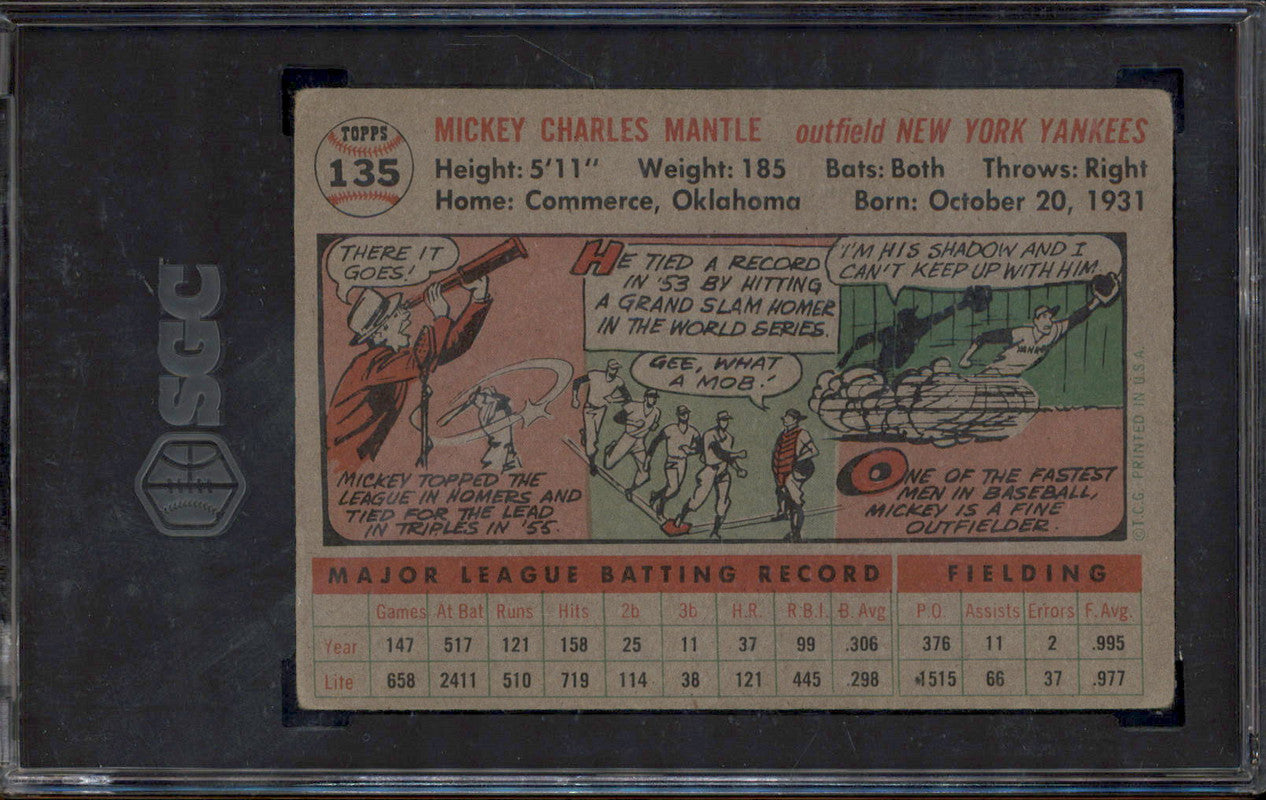 SGC
TOPPS
135
MICKEY CHARLES MANTLE outfield NEW YORK YANKEES
Height: 5'11" Weight: 185 Bats: Both Throws: Right
Home: Commerce, Oklahoma Born: October 20, 1931
THERE IT
GOES!
MICKEY TOPPED THE
LEAGUE IN HOMERS AND
TIED FOR THE LEAD
IN TRIPLES IN '55.
HE TIED A RECORD
IN '53 BY HITTING
A GRAND SLAM HOMER
IN THE WORLD SERIES.
GEE, WHAT
A MOB!
I'M HIS SHADOW AND I
CAN'T KEEP UP WITH HIM.
YANKS
ONE OF THE FASTEST
MEN IN BASEBALL,
MICKEY IS A FINE
OUTFIELDER.
©T.C.G. PRINTED IN U.S.A.
MAJOR LEAGUE BATTING RECORD FIELDING
Games At Bat Runs Hits 2b 3b H.R. R.B.I. B. Avg P.O. Assists Errors F. Avg.
Year 147 517 121 158 25 11 37 99 .306 376 11 2 .995
Life 658 2411 510 719 114 38 121 445 .298 1515 66 37 .977